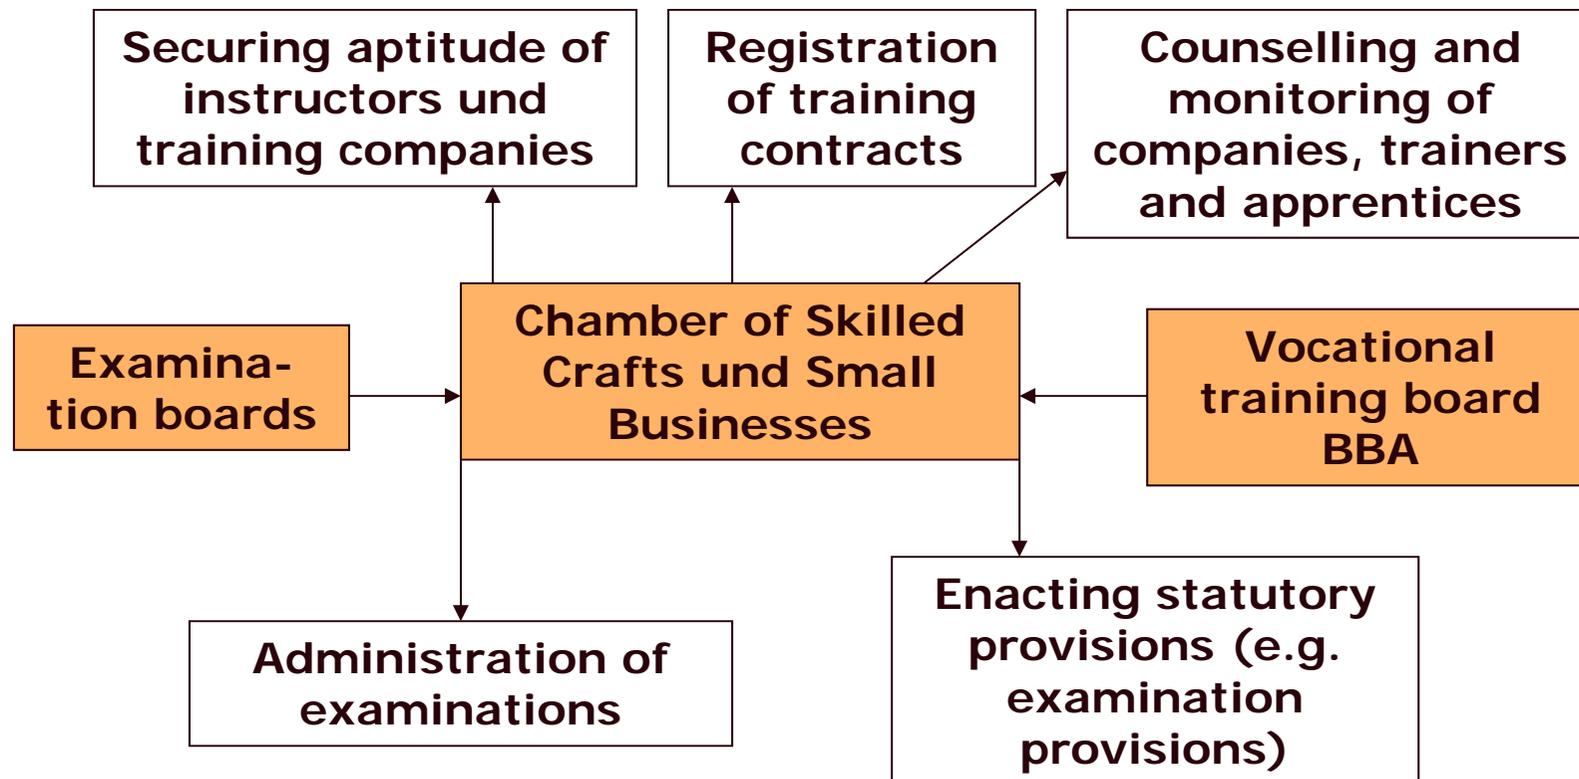 Securing aptitude of
instructors und
training companies
Registration
of training
contracts
Counselling and
monitoring of
companies, trainers
and apprentices
Examina-
tion boards
Chamber of Skilled
Crafts und Small
Businesses
Vocational
training board
BBA
Administration of
examinations
Enacting statutory
provisions (e.g.
examination
provisions)